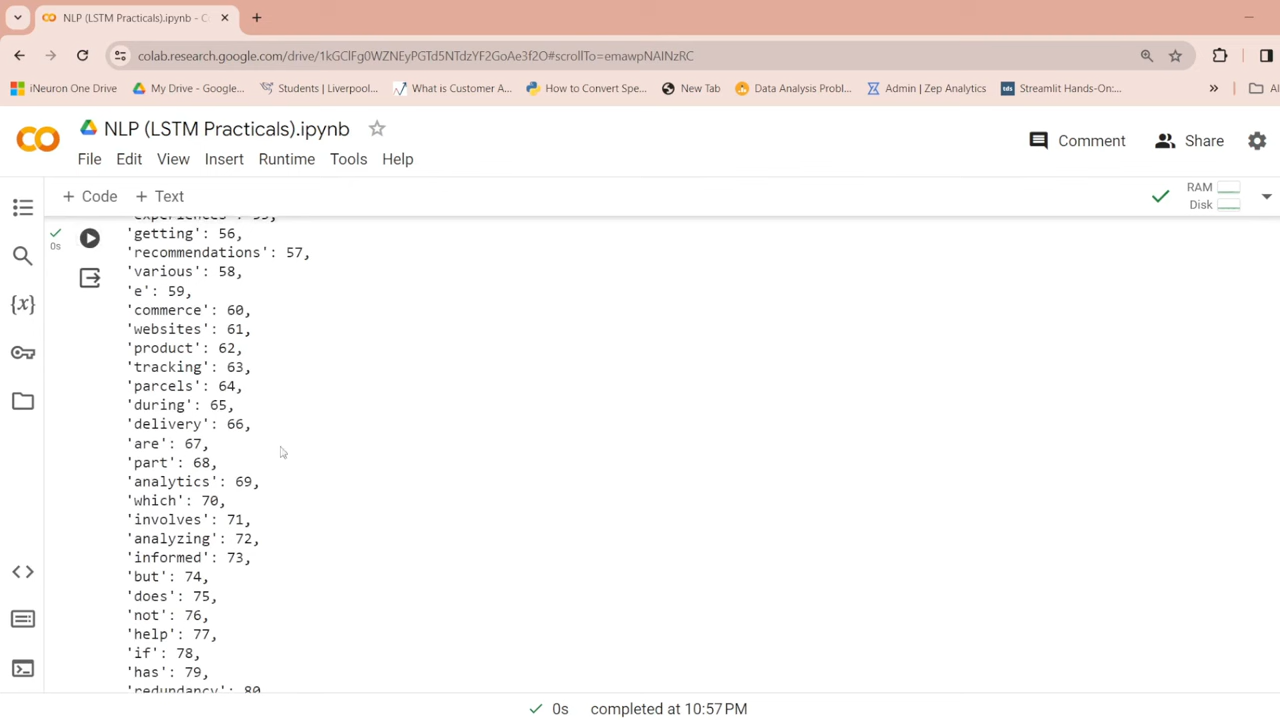 NLP (LSTM Practicals).ipynb - C
colab.research.google.com/drive/1kGClFg0WZNEyPGTd5NTdzYF2GoAe3f2O#scrollTo=emawpNAINzRC
iNeuron One Drive
My Drive - Google...
Students | Liverpool...
What is Customer A...
How to Convert Spe...
New Tab
Data Analysis Probl...
Admin | Zep Analytics
Streamlit Hands-On:...
»
Al
NLP (LSTM Practicals).ipynb
File Edit View Insert Runtime Tools Help
Comment
Share
+ Code + Text
RAM
Disk
0s
'experiences': 55,
'getting': 56,
'recommendations': 57,
'various': 58,
'e': 59,
'commerce': 60,
'websites': 61,
'product': 62,
'tracking': 63,
'parcels': 64,
'during': 65,
'delivery': 66,
'are': 67,
'part': 68,
'analytics': 69,
'which': 70,
'involves': 71,
'analyzing': 72,
'informed': 73,
'but': 74,
'does': 75,
'not': 76,
'help': 77,
'if': 78,
'has': 79,
'redundancy': 80
0s completed at 10:57 PM